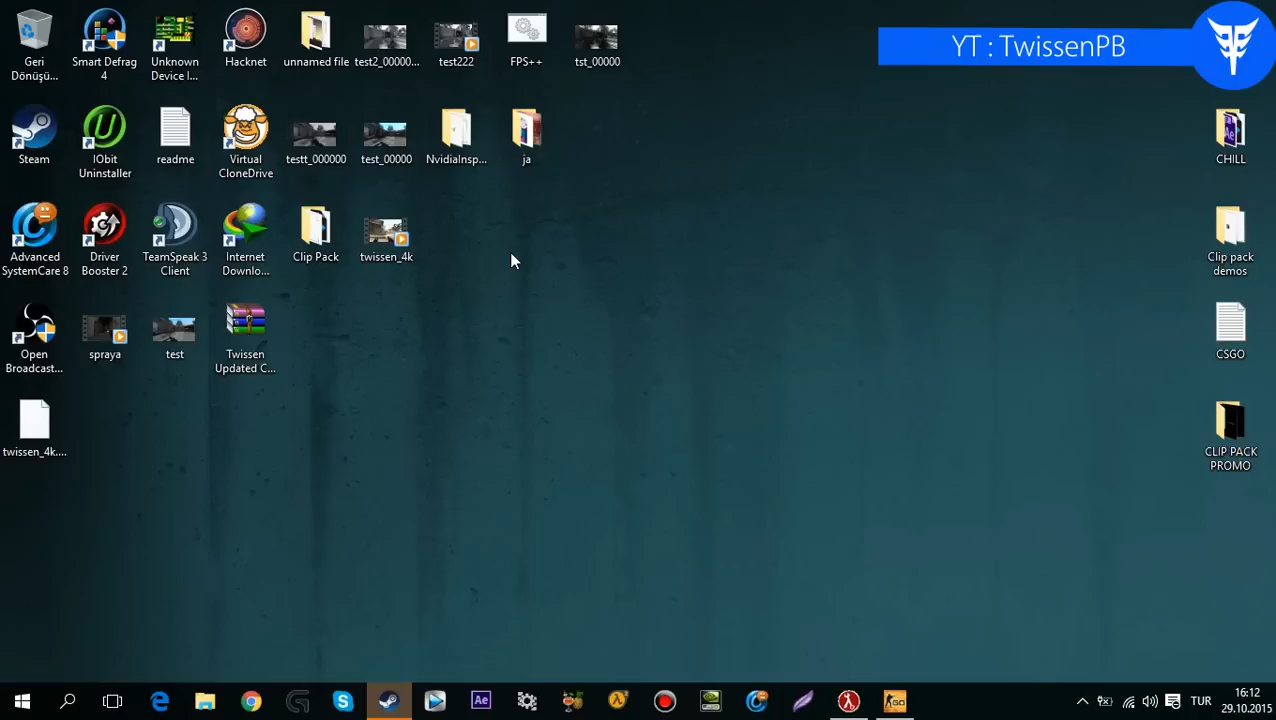 YT : TwissenPB
Geri
Dönüşü...
Smart Defrag
4
Unknown
Device I...
Hacknet
unnamed file
test2_00000...
test222
FPS++
tst_00000
Steam
IObit
Uninstaller
readme
Virtual
CloneDrive
testt_000000
test_00000
NvidiaInsp...
ja
CHILL
Advanced
SystemCare 8
Driver
Booster 2
TeamSpeak 3
Client
Internet
Downlo...
Clip Pack
twissen_4k
Clip pack
demos
Open
Broadcast...
spraya
test
Twissen
Updated C...
CSGO
twissen_4k....
CLIP PACK
PROMO
Ae
GO
TUR
16:12
29.10.2015